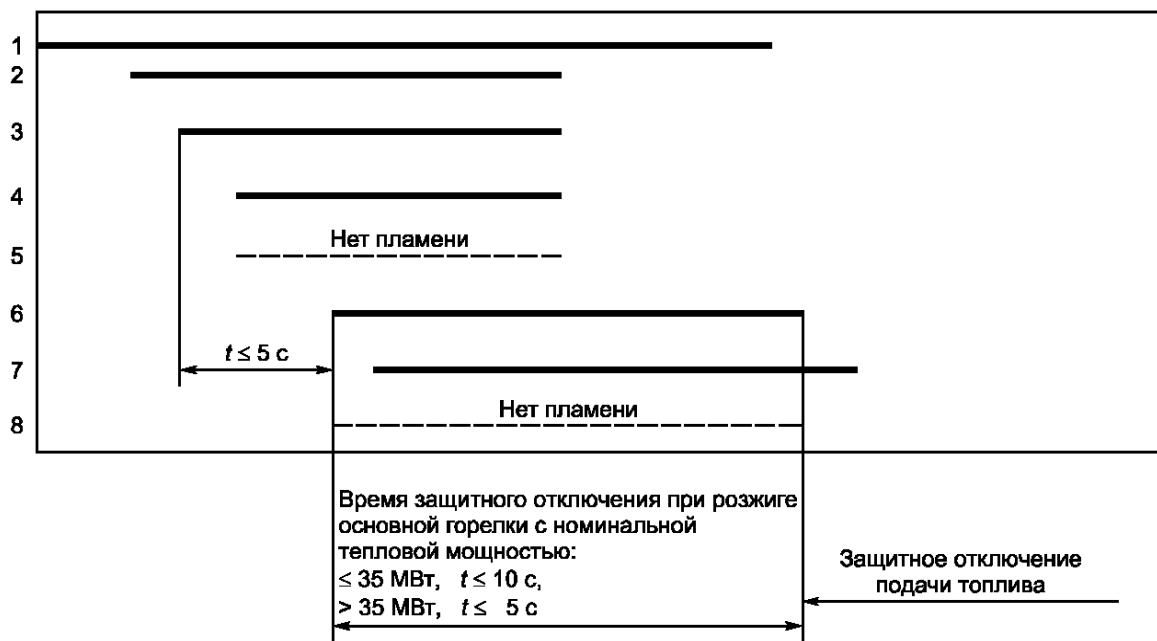 1
2
3
4
Нет пламени
5
6
t ≤ 5 с
7
Нет пламени
8
Время защитного отключения при розжиге
основной горелки с номинальной
тепловой мощностью:
≤ 35 МВт, t ≤ 10 с,
> 35 МВт, t ≤ 5 с
Защитное отключение
подачи топлива